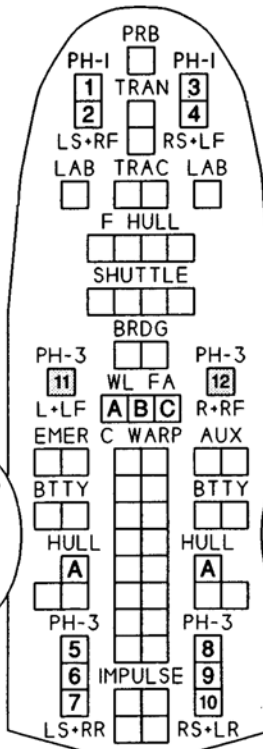 PRB
PH-1 PH-1
1 TRAN 3
2 4
LS+RF RS+LF
LAB TRAC LAB
F HULL
SHUTTLE
BRDG
PH-3 PH-3
11 WL FA 12
L+LF A B C R+RF
EMER C WARP AUX
BTTY BTTY
HULL HULL
A A
PH-3 PH-3
5 8
6 IMPULSE 9
7 10
LS+RR RS+LR